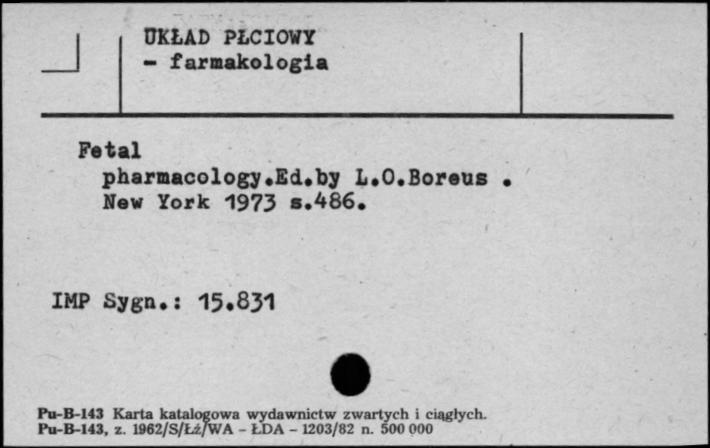 UKŁAD PŁCIOWY
- farmakologia
Fetal
pharmacology.Ed.by L.O.Boreus .
New York 1973 s.486.
IMP Sygn.: 15.831
Pu-B-143 Karta katalogowa wydawnictw zwartych i ciągłych.
Pu-B-143, z. 1962/S/Łż/WA - ŁDA - 1203/82 n. 500 000